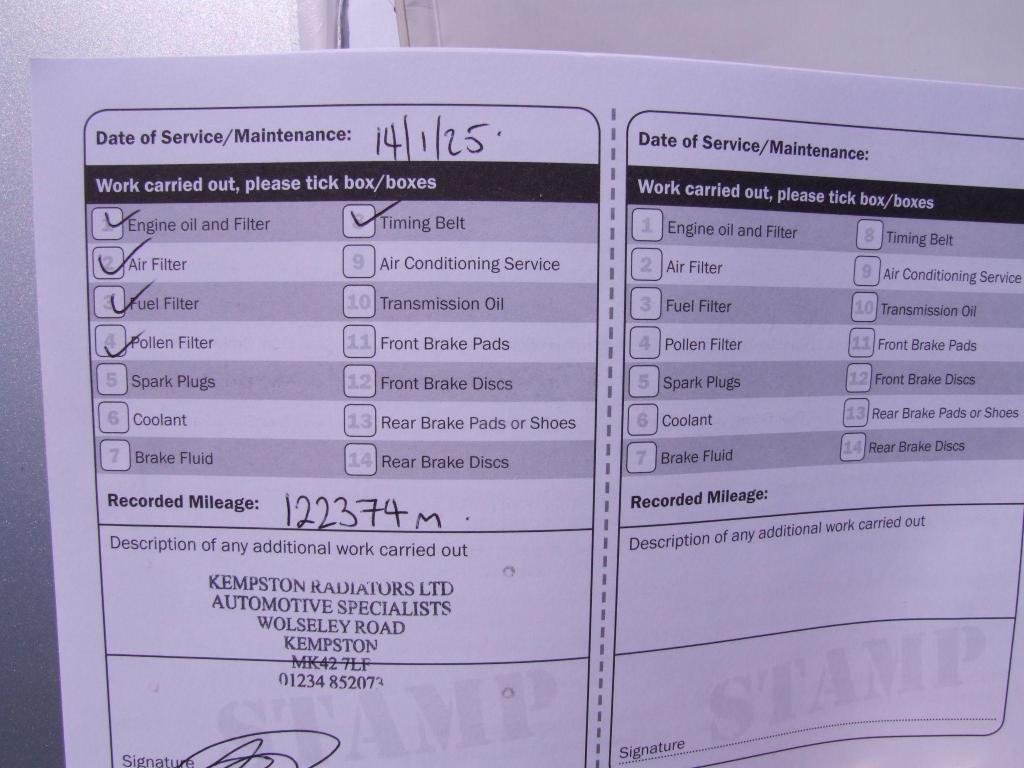 Date of Service/Maintenance: 14/1/25.
Work carried out, please tick box/boxes
1 Engine oil and Filter 8 Timing Belt
2 Air Filter 9 Air Conditioning Service
3 Fuel Filter 10 Transmission Oil
4 Pollen Filter 11 Front Brake Pads
5 Spark Plugs 12 Front Brake Discs
6 Coolant 13 Rear Brake Pads or Shoes
7 Brake Fluid 14 Rear Brake Discs
Recorded Mileage: 122374 m.
Description of any additional work carried out
KEMPSTON RADIATORS LTD
AUTOMOTIVE SPECIALISTS
WOLSELEY ROAD
KEMPSTON
MK42 7LF
01234 852073
STAMP
Signature
Date of Service/Maintenance:
Work carried out, please tick box/boxes
1 Engine oil and Filter 8 Timing Belt
2 Air Filter 9 Air Conditioning Service
3 Fuel Filter 10 Transmission Oil
4 Pollen Filter 11 Front Brake Pads
5 Spark Plugs 12 Front Brake Discs
6 Coolant 13 Rear Brake Pads or Shoes
7 Brake Fluid 14 Rear Brake Discs
Recorded Mileage:
Description of any additional work carried out
STAMP
Signature